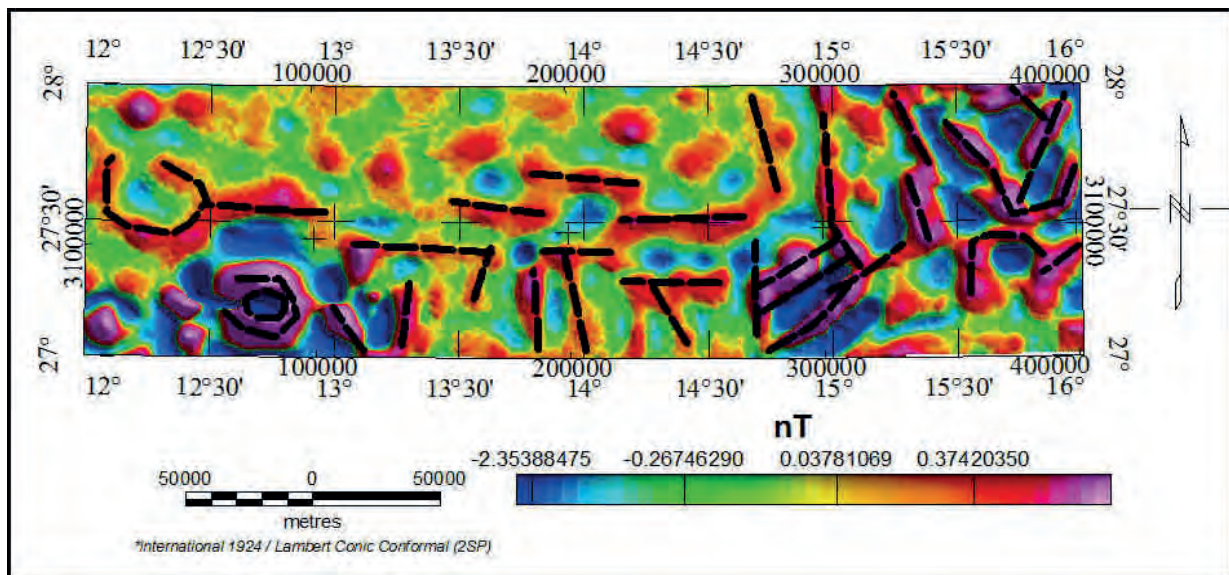 12° 12°30' 13° 13°30' 14° 14°30' 15° 15°30' 16°
100000 200000 300000 400000
28° 28°
27°30' 27°30'
3100000 3100000
27° 27°
N
100000 200000 300000 400000
12° 12°30' 13° 13°30' 14° 14°30' 15° 15°30' 16°
nT
-2.35388475 -0.26746290 0.03781069 0.37420350
50000 0 50000
metres
*International 1924 / Lambert Conic Conformal (2SP)